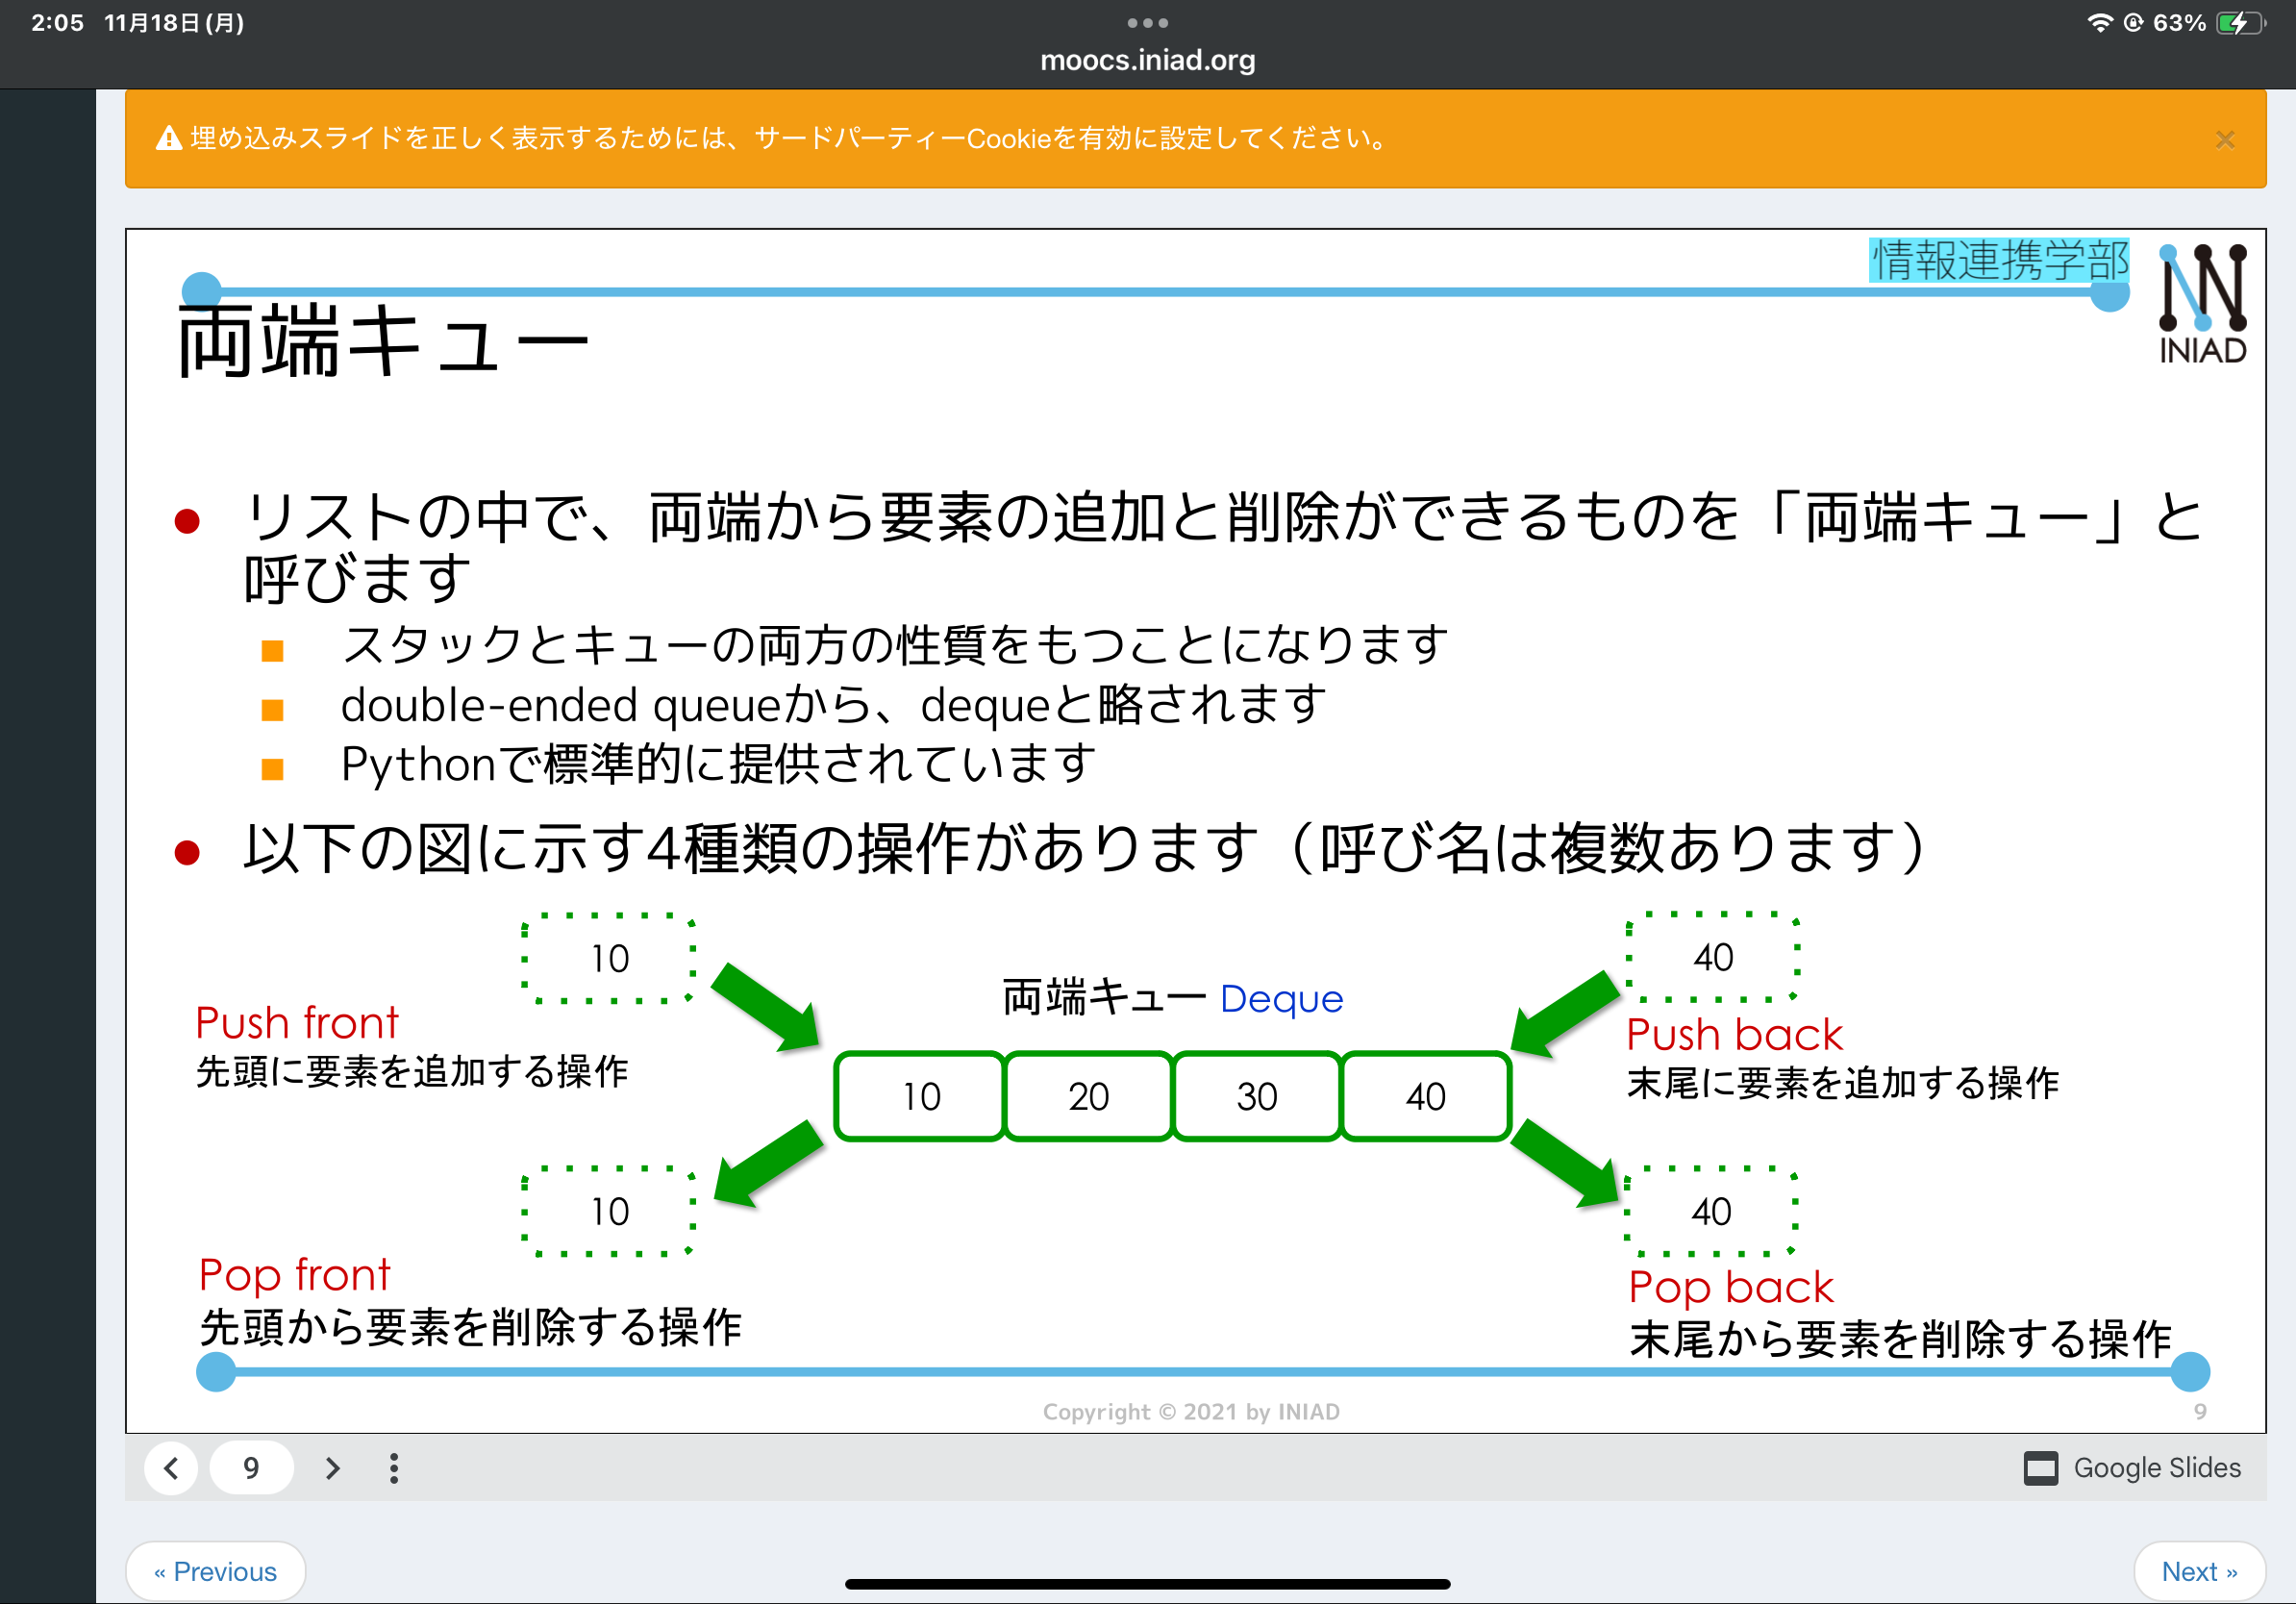 2:05 11月18日(月)
63%
moocs.iniad.org
埋め込みスライドを正しく表示するためには、サードパーティーCookieを有効に設定してください。
×
情報連携学部
INIAD
両端キュー
リストの中で、両端から要素の追加と削除ができるものを「両端キュー」と
呼びます
スタックとキューの両方の性質をもつことになります
double-ended queueから、dequeと略されます
Pythonで標準的に提供されています
以下の図に示す4種類の操作があります（呼び名は複数あります）
10
40
両端キュー Deque
Push front
先頭に要素を追加する操作
Push back
末尾に要素を追加する操作
10 20 30 40
10
40
Pop front
先頭から要素を削除する操作
Pop back
末尾から要素を削除する操作
Copyright © 2021 by INIAD
9
9
Google Slides
« Previous
Next »